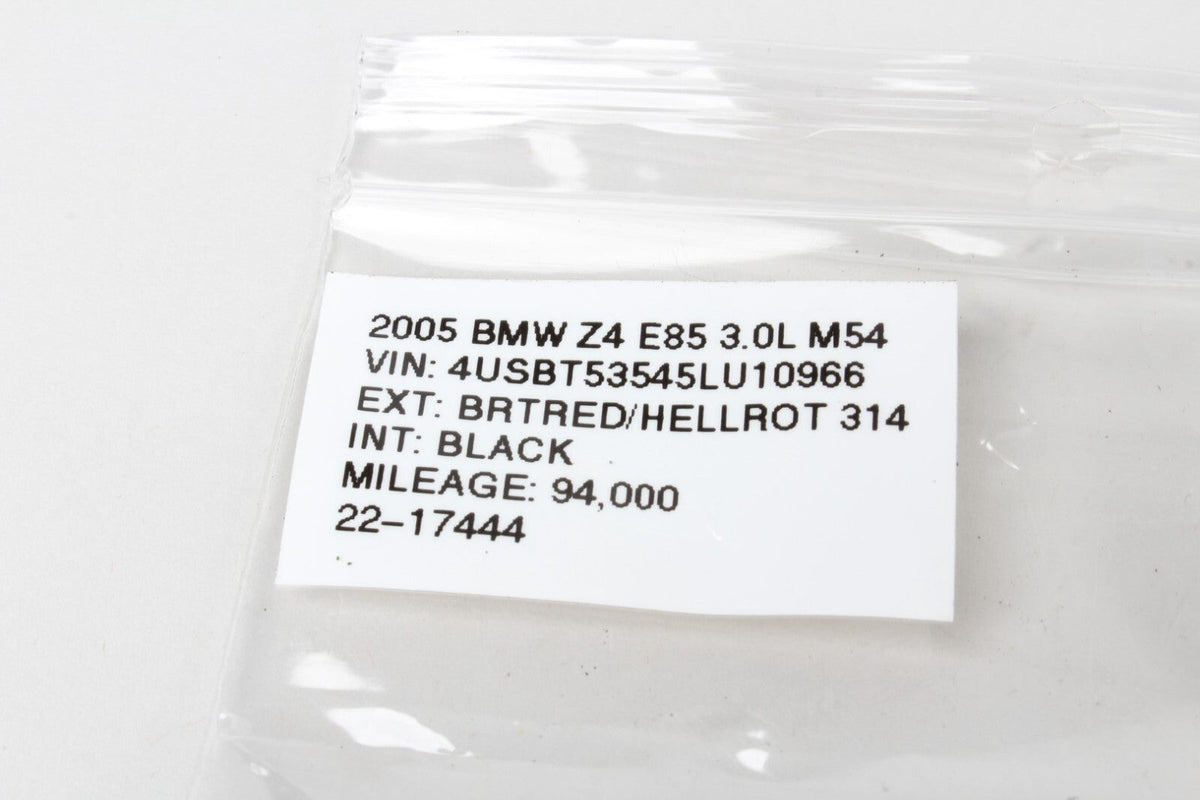 2005 BMW Z4 E85 3.0L M54
VIN: 4USBT53545LU10966
EXT: BRTRED/HELLROT 314
INT: BLACK
MILEAGE: 94,000
22-17444